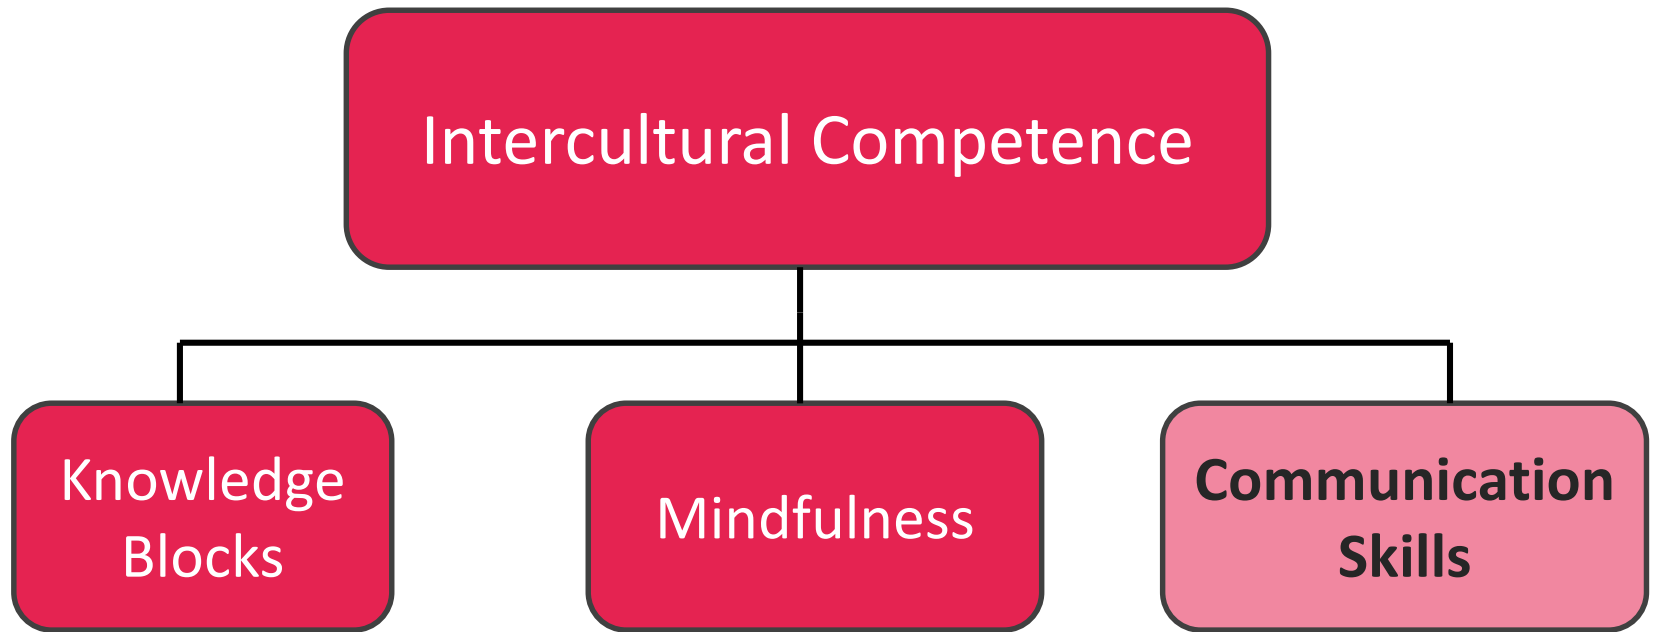 Intercultural Competence
Knowledge
Blocks
Mindfulness
Communication
Skills